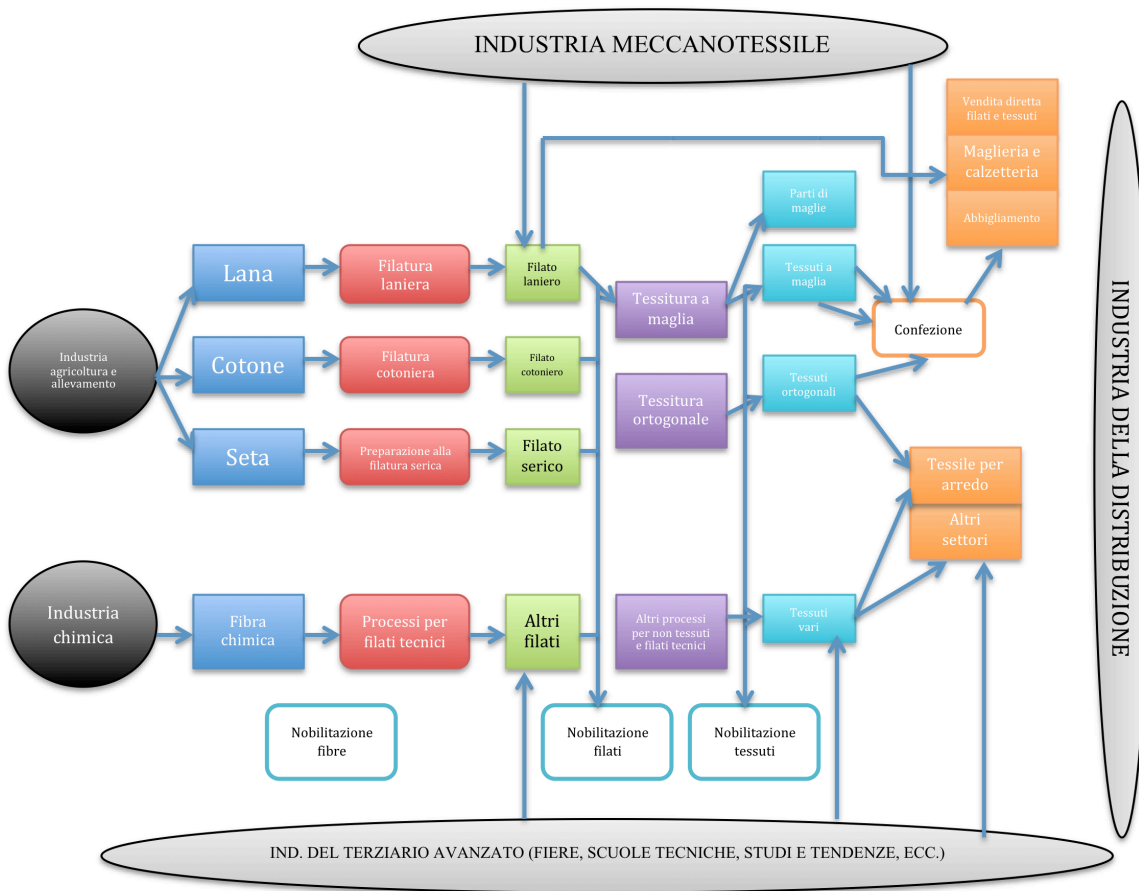 INDUSTRIA MECCANOTESSILE
Vendita diretta
filati e tessuti
Maglieria e
calzetteria
Abbigliamento
Parti di
maglie
Lana
Filatura
laniera
Filato
laniero
Tessitura a
maglia
Tessuti a
maglia
Confezione
Industria
agricoltura e
allevamento
Cotone
Filatura
cotoniera
Filato
cotoniero
Tessitura
ortogonale
Tessuti
ortogonali
Seta
Preparazione alla
filatura serica
Filato
serico
Tessile per
arredo
Altri
settori
Industria
chimica
Fibra
chimica
Processi per
filati tecnici
Altri
filati
Altri processi
per non tessuti
e filati tecnici
Tessuti
vari
Nobilitazione
fibre
Nobilitazione
filati
Nobilitazione
tessuti
INDUSTRIA DELLA DISTRIBUZIONE
IND. DEL TERZIARIO AVANZATO (FIERE, SCUOLE TECNICHE, STUDI E TENDENZE, ECC.)